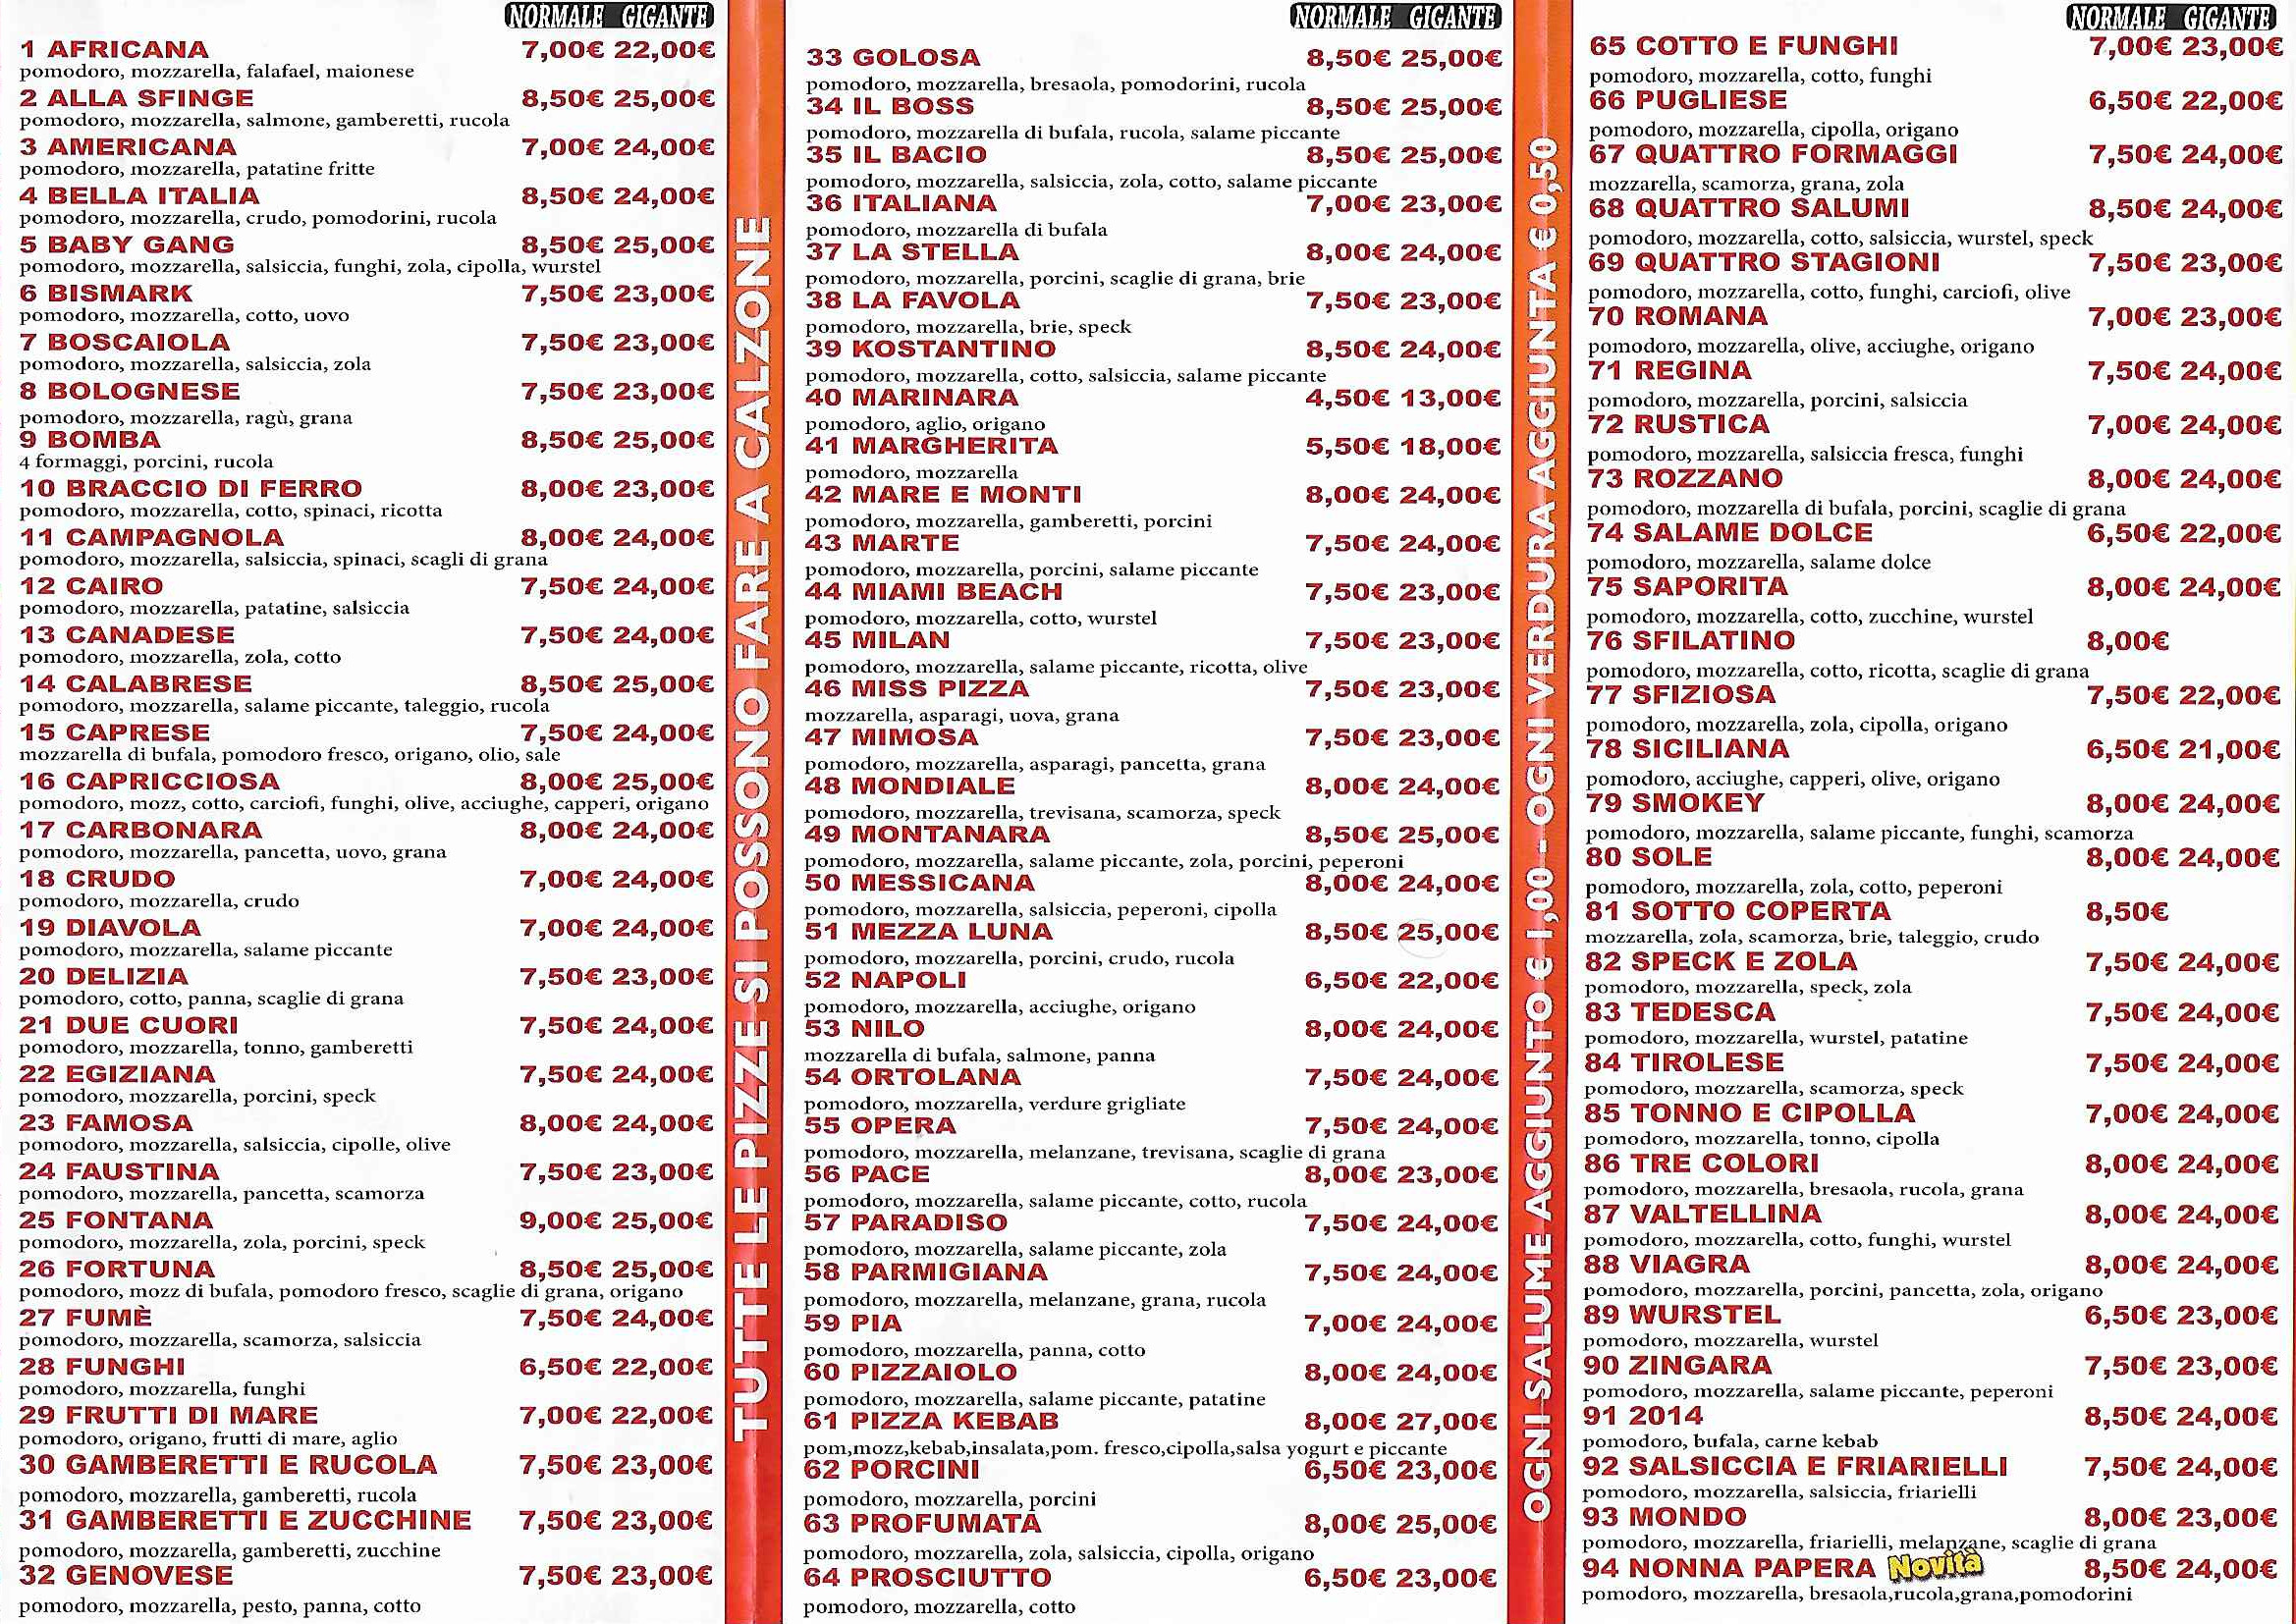 NORMALE GIGANTE
1 AFRICANA 7,00€ 22,00€
pomodoro, mozzarella, falafael, maionese
2 ALLA SFINGE 8,50€ 25,00€
pomodoro, mozzarella, salmone, gamberetti, rucola
3 AMERICANA 7,00€ 24,00€
pomodoro, mozzarella, patatine fritte
4 BELLA ITALIA 8,50€ 24,00€
pomodoro, mozzarella, crudo, pomodorini, rucola
5 BABY GANG 8,50€ 25,00€
pomodoro, mozzarella, salsiccia, funghi, zola, cipolla, wurstel
6 BISMARK 7,50€ 23,00€
pomodoro, mozzarella, cotto, uovo
7 BOSCAIOLA 7,50€ 23,00€
pomodoro, mozzarella, salsiccia, zola
8 BOLOGNESE 7,50€ 23,00€
pomodoro, mozzarella, ragù, grana
9 BOMBA 8,50€ 25,00€
4 formaggi, porcini, rucola
10 BRACCIO DI FERRO 8,00€ 23,00€
pomodoro, mozzarella, cotto, spinaci, ricotta
11 CAMPAGNOLA 8,00€ 24,00€
pomodoro, mozzarella, salsiccia, spinaci, scagli di grana
12 CAIRO 7,50€ 24,00€
pomodoro, mozzarella, patatine, salsiccia
13 CANADESE 7,50€ 24,00€
pomodoro, mozzarella, zola, cotto
14 CALABRESE 8,50€ 25,00€
pomodoro, mozzarella, salame piccante, taleggio, rucola
15 CAPRESE 7,50€ 24,00€
mozzarella di bufala, pomodoro fresco, origano, olio, sale
16 CAPRICCIOSA 8,00€ 25,00€
pomodoro, mozz, cotto, carciofi, funghi, olive, acciughe, capperi, origano
17 CARBONARA 8,00€ 24,00€
pomodoro, mozzarella, pancetta, uovo, grana
18 CRUDO 7,00€ 24,00€
pomodoro, mozzarella, crudo
19 DIAVOLA 7,00€ 24,00€
pomodoro, mozzarella, salame piccante
20 DELIZIA 7,50€ 23,00€
pomodoro, cotto, panna, scaglie di grana
21 DUE CUORI 7,50€ 24,00€
pomodoro, mozzarella, tonno, gamberetti
22 EGIZIANA 7,50€ 24,00€
pomodoro, mozzarella, porcini, speck
23 FAMOSA 8,00€ 24,00€
pomodoro, mozzarella, salsiccia, cipolle, olive
24 FAUSTINA 7,50€ 23,00€
pomodoro, mozzarella, pancetta, scamorza
25 FONTANA 9,00€ 25,00€
pomodoro, mozzarella, zola, porcini, speck
26 FORTUNA 8,50€ 25,00€
pomodoro, mozz di bufala, pomodoro fresco, scaglie di grana, origano
27 FUMÈ 7,50€ 24,00€
pomodoro, mozzarella, scamorza, salsiccia
28 FUNGHI 6,50€ 22,00€
pomodoro, mozzarella, funghi
29 FRUTTI DI MARE 7,00€ 22,00€
pomodoro, origano, frutti di mare, aglio
30 GAMBERETTI E RUCOLA 7,50€ 23,00€
pomodoro, mozzarella, gamberetti, rucola
31 GAMBERETTI E ZUCCHINE 7,50€ 23,00€
pomodoro, mozzarella, gamberetti, zucchine
32 GENOVESE 7,50€ 23,00€
pomodoro, mozzarella, pesto, panna, cotto
TUTTE LE PIZZE SI POSSONO FARE A CALZONE
NORMALE GIGANTE
33 GOLOSA 8,50€ 25,00€
pomodoro, mozzarella, bresaola, pomodorini, rucola
34 IL BOSS 8,50€ 25,00€
pomodoro, mozzarella di bufala, rucola, salame piccante
35 IL BACIO 8,50€ 25,00€
pomodoro, mozzarella, salsiccia, zola, cotto, salame piccante
36 ITALIANA 7,00€ 23,00€
pomodoro, mozzarella di bufala
37 LA STELLA 8,00€ 24,00€
pomodoro, mozzarella, porcini, scaglie di grana, brie
38 LA FAVOLA 7,50€ 23,00€
pomodoro, mozzarella, brie, speck
39 KOSTANTINO 8,50€ 24,00€
pomodoro, mozzarella, cotto, salsiccia, salame piccante
40 MARINARA 4,50€ 13,00€
pomodoro, aglio, origano
41 MARGHERITA 5,50€ 18,00€
pomodoro, mozzarella
42 MARE E MONTI 8,00€ 24,00€
pomodoro, mozzarella, gamberetti, porcini
43 MARTE 7,50€ 24,00€
pomodoro, mozzarella, porcini, salame piccante
44 MIAMI BEACH 7,50€ 23,00€
pomodoro, mozzarella, cotto, wurstel
45 MILAN 7,50€ 23,00€
pomodoro, mozzarella, salame piccante, ricotta, olive
46 MISS PIZZA 7,50€ 23,00€
mozzarella, asparagi, uova, grana
47 MIMOSA 7,50€ 23,00€
pomodoro, mozzarella, asparagi, pancetta, grana
48 MONDIALE 8,00€ 24,00€
pomodoro, mozzarella, trevisana, scamorza, speck
49 MONTANARA 8,50€ 25,00€
pomodoro, mozzarella, salame piccante, zola, porcini, peperoni
50 MESSICANA 8,00€ 24,00€
pomodoro, mozzarella, salsiccia, peperoni, cipolla
51 MEZZA LUNA 8,50€ 25,00€
pomodoro, mozzarella, porcini, crudo, rucola
52 NAPOLI 6,50€ 22,00€
pomodoro, mozzarella, acciughe, origano
53 NILO 8,00€ 24,00€
mozzarella di bufala, salmone, panna
54 ORTOLANA 7,50€ 24,00€
pomodoro, mozzarella, verdure grigliate
55 OPERA 7,50€ 24,00€
pomodoro, mozzarella, melanzane, trevisana, scaglie di grana
56 PACE 8,00€ 23,00€
pomodoro, mozzarella, salame piccante, cotto, rucola
57 PARADISO 7,50€ 24,00€
pomodoro, mozzarella, salame piccante, zola
58 PARMIGIANA 7,50€ 24,00€
pomodoro, mozzarella, melanzane, grana, rucola
59 PIA 7,00€ 24,00€
pomodoro, mozzarella, panna, cotto
60 PIZZAIOLO 8,00€ 24,00€
pomodoro, mozzarella, salame piccante, patatine
61 PIZZA KEBAB 8,00€ 27,00€
pom,mozz,kebab,insalata,pom. fresco,cipolla,salsa yogurt e piccante
62 PORCINI 6,50€ 23,00€
pomodoro, mozzarella, porcini
63 PROFUMATA 8,00€ 25,00€
pomodoro, mozzarella, zola, salsiccia, cipolla, origano
64 PROSCIUTTO 6,50€ 23,00€
pomodoro, mozzarella, cotto
OGNI SALUME AGGIUNTO € 1,00 - OGNI VERDURA AGGIUNTA € 0,50
NORMALE GIGANTE
65 COTTO E FUNGHI 7,00€ 23,00€
pomodoro, mozzarella, cotto, funghi
66 PUGLIESE 6,50€ 22,00€
pomodoro, mozzarella, cipolla, origano
67 QUATTRO FORMAGGI 7,50€ 24,00€
mozzarella, scamorza, grana, zola
68 QUATTRO SALUMI 8,50€ 24,00€
pomodoro, mozzarella, cotto, salsiccia, wurstel, speck
69 QUATTRO STAGIONI 7,50€ 23,00€
pomodoro, mozzarella, cotto, funghi, carciofi, olive
70 ROMANA 7,00€ 23,00€
pomodoro, mozzarella, olive, acciughe, origano
71 REGINA 7,50€ 24,00€
pomodoro, mozzarella, porcini, salsiccia
72 RUSTICA 7,00€ 24,00€
pomodoro, mozzarella, salsiccia fresca, funghi
73 ROZZANO 8,00€ 24,00€
pomodoro, mozzarella di bufala, porcini, scaglie di grana
74 SALAME DOLCE 6,50€ 22,00€
pomodoro, mozzarella, salame dolce
75 SAPORITA 8,00€ 24,00€
pomodoro, mozzarella, cotto, zucchine, wurstel
76 SFILATINO 8,00€
pomodoro, mozzarella, cotto, ricotta, scaglie di grana
77 SFIZIOSA 7,50€ 22,00€
pomodoro, mozzarella, zola, cipolla, origano
78 SICILIANA 6,50€ 21,00€
pomodoro, acciughe, capperi, olive, origano
79 SMOKEY 8,00€ 24,00€
pomodoro, mozzarella, salame piccante, funghi, scamorza
80 SOLE 8,00€ 24,00€
pomodoro, mozzarella, zola, cotto, peperoni
81 SOTTO COPERTA 8,50€
mozzarella, zola, scamorza, brie, taleggio, crudo
82 SPECK E ZOLA 7,50€ 24,00€
pomodoro, mozzarella, speck, zola
83 TEDESCA 7,50€ 24,00€
pomodoro, mozzarella, wurstel, patatine
84 TIROLESE 7,50€ 24,00€
pomodoro, mozzarella, scamorza, speck
85 TONNO E CIPOLLA 7,00€ 24,00€
pomodoro, mozzarella, tonno, cipolla
86 TRE COLORI 8,00€ 24,00€
pomodoro, mozzarella, bresaola, rucola, grana
87 VALTELLINA 8,00€ 24,00€
pomodoro, mozzarella, cotto, funghi, wurstel
88 VIAGRA 8,00€ 24,00€
pomodoro, mozzarella, porcini, pancetta, zola, origano
89 WURSTEL 6,50€ 23,00€
pomodoro, mozzarella, wurstel
90 ZINGARA 7,50€ 23,00€
pomodoro, mozzarella, salame piccante, peperoni
91 2014 8,50€ 24,00€
pomodoro, bufala, carne kebab
92 SALSICCIA E FRIARIELLI 7,50€ 24,00€
pomodoro, mozzarella, salsiccia, friarielli
93 MONDO 8,00€ 23,00€
pomodoro, mozzarella, friarielli, melanzane, scaglie di grana
94 NONNA PAPERA Novità 8,50€ 24,00€
pomodoro, mozzarella, bresaola,rucola,grana,pomodorini